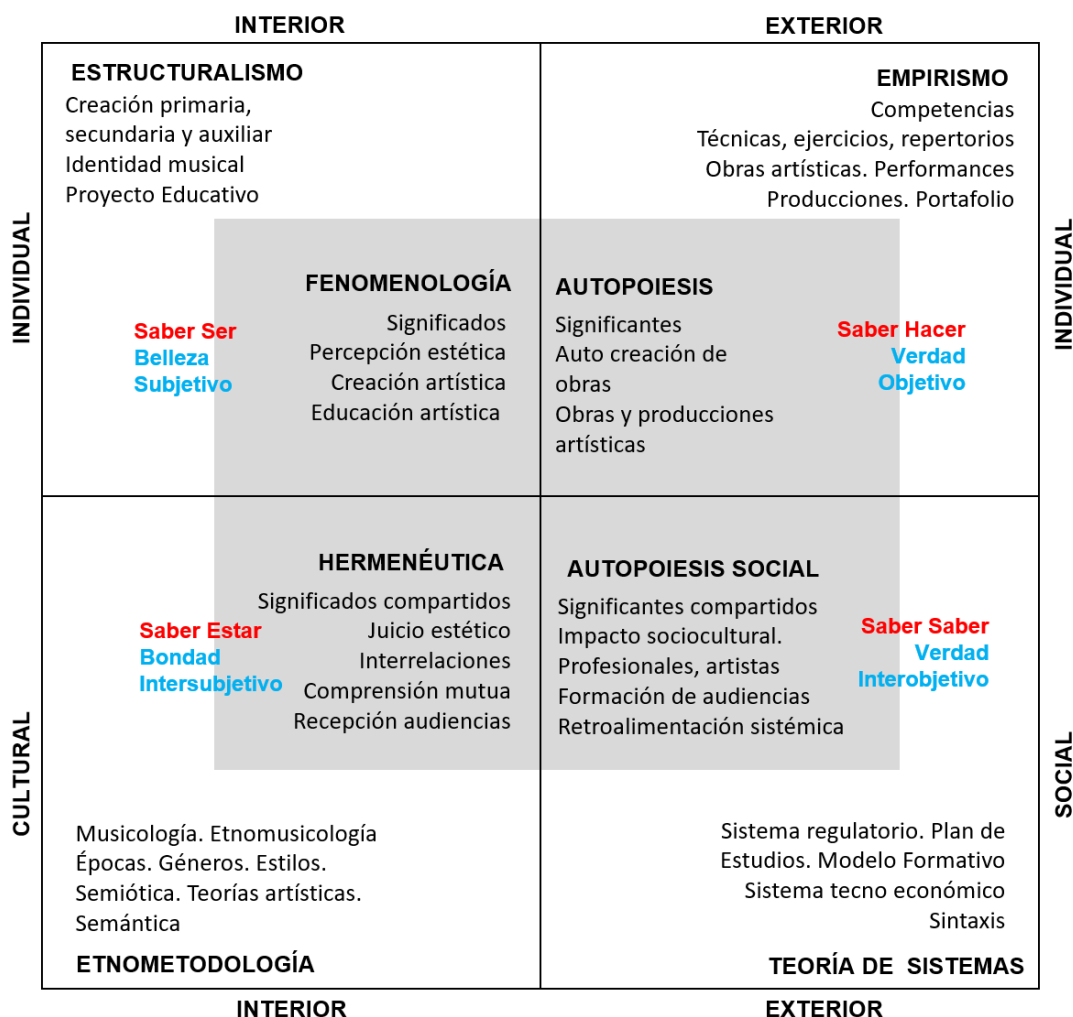 INTERIOR
EXTERIOR
INDIVIDUAL
INDIVIDUAL
ESTRUCTURALISMO
Creación primaria,
secundaria y auxiliar
Identidad musical
Proyecto Educativo
EMPIRISMO
Competencias
Técnicas, ejercicios, repertorios
Obras artísticas. Performances
Producciones. Portafolio
Saber Ser
Belleza
Subjetivo
FENOMENOLOGÍA
Significados
Percepción estética
Creación artística
Educación artística
AUTOPOIESIS
Significantes
Auto creación de
obras
Obras y producciones
artísticas
Saber Hacer
Verdad
Objetivo
CULTURAL
SOCIAL
Saber Estar
Bondad
Intersubjetivo
HERMENÉUTICA
Significados compartidos
Juicio estético
Interrelaciones
Comprensión mutua
Recepción audiencias
AUTOPOIESIS SOCIAL
Significantes compartidos
Impacto sociocultural.
Profesionales, artistas
Formación de audiencias
Retroalimentación sistémica
Saber Saber
Verdad
Interobjetivo
Musicología. Etnomusicología
Épocas. Géneros. Estilos.
Semiótica. Teorías artísticas.
Semántica
ETNOMETODOLOGÍA
Sistema regulatorio. Plan de
Estudios. Modelo Formativo
Sistema tecno económico
Sintaxis
TEORÍA DE  SISTEMAS
INTERIOR
EXTERIOR